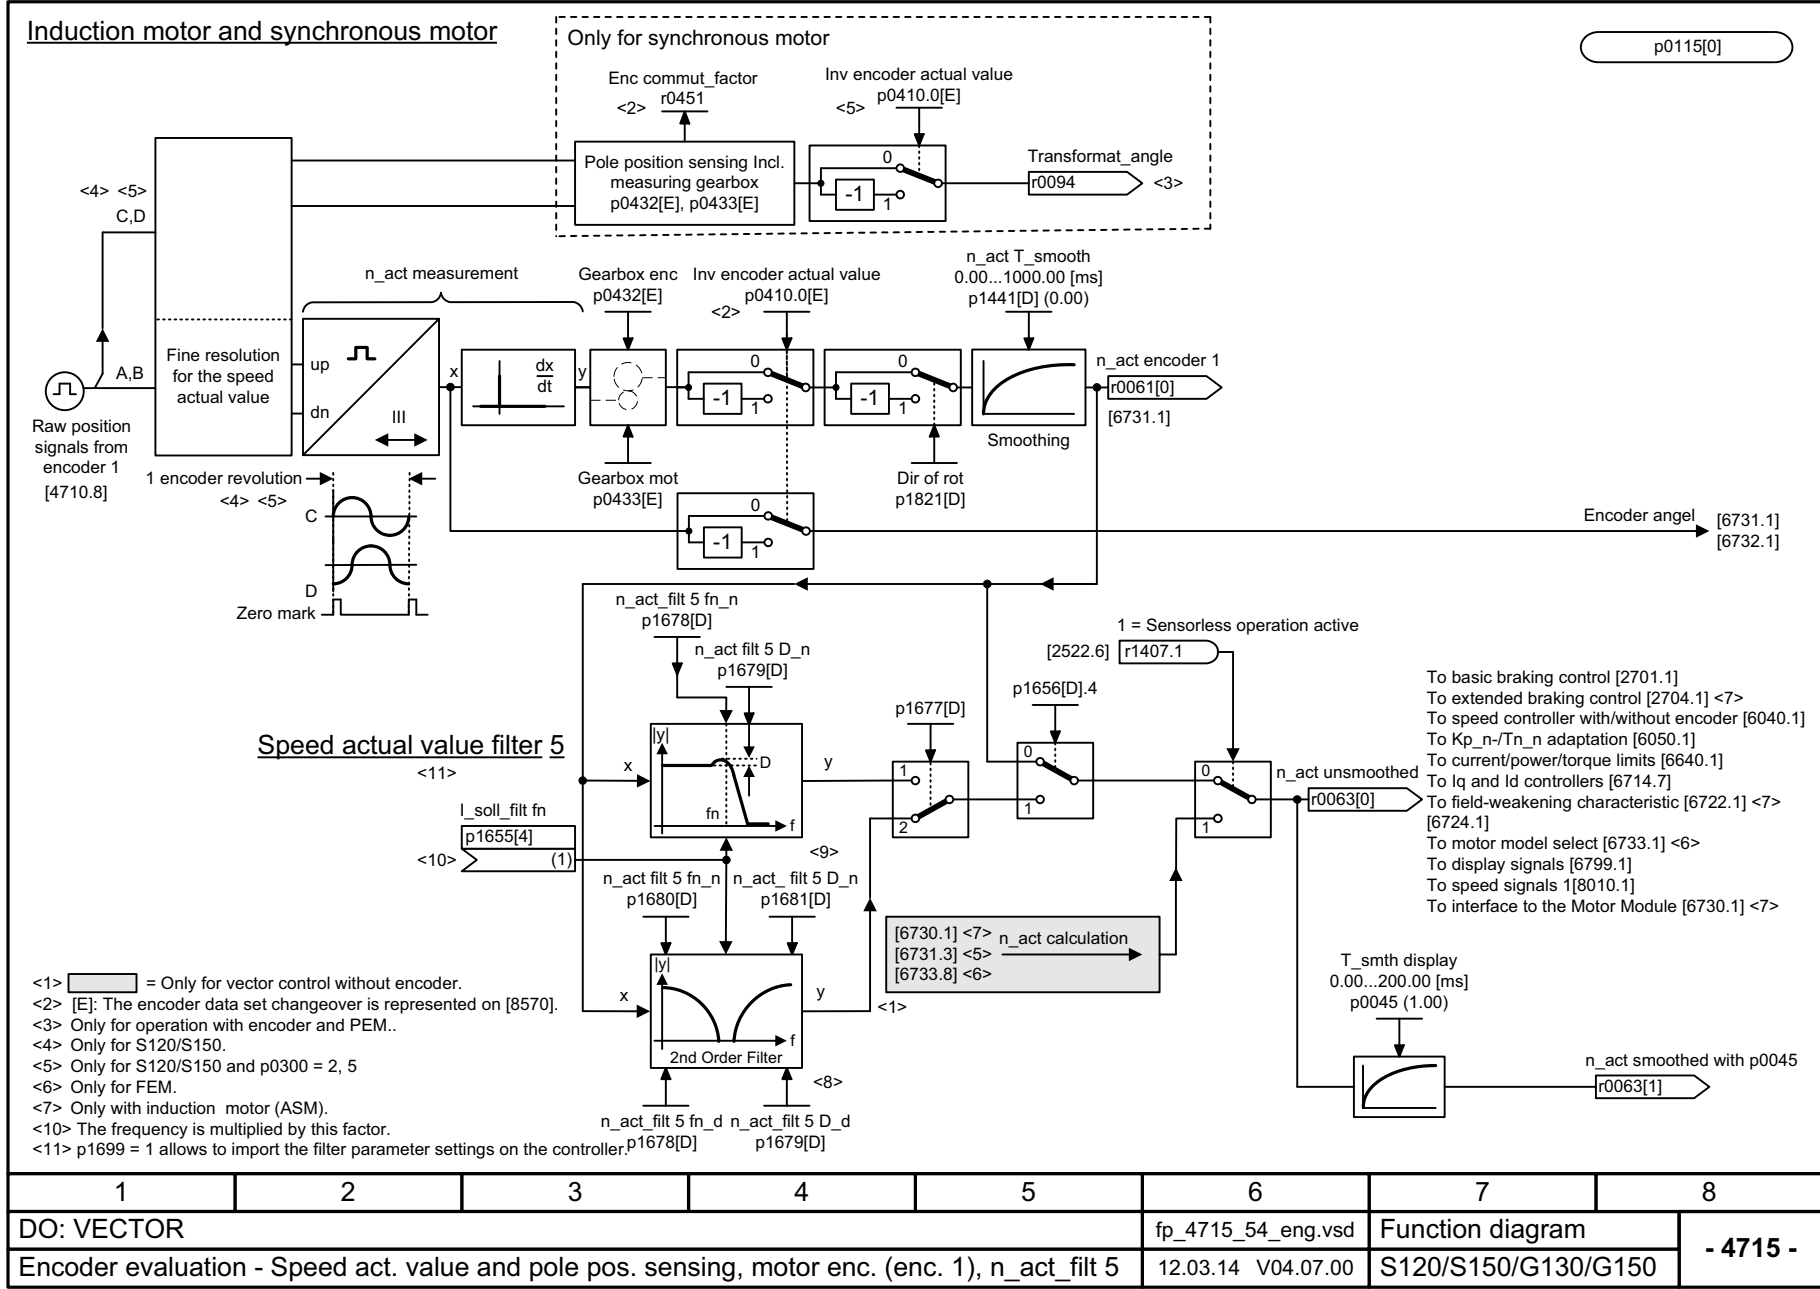 Induction motor and synchronous motor
Only for synchronous motor
p0115[0]
Enc commut_factor
r0451
<2>
Inv encoder actual value
p0410.0[E]
<5>
Pole position sensing Incl.
measuring gearbox
p0432[E], p0433[E]
0
-1
1
Transformat_angle
r0094
<3>
<4> <5>
C,D
n_act measurement
Gearbox enc
p0432[E]
Inv encoder actual value
p0410.0[E]
<2>
n_act T_smooth
0.00...1000.00 [ms]
p1441[D] (0.00)
Fine resolution
for the speed
actual value
A,B
up
dn
III
x
dx
dt
y
0
-1
1
0
-1
1
Smoothing
n_act encoder 1
r0061[0]
[6731.1]
Raw position
signals from
encoder 1
[4710.8]
1 encoder revolution
<4> <5>
C
D
Zero mark
Gearbox mot
p0433[E]
Dir of rot
p1821[D]
0
-1
1
Encoder angel
[6731.1]
[6732.1]
n_act_filt 5 fn_n
p1678[D]
n_act filt 5 D_n
p1679[D]
1 = Sensorless operation active
[2522.6]
r1407.1
p1656[D].4
p1677[D]
Speed actual value filter 5
<11>
x
|y|
D
fn
f
y
1
2
0
1
0
1
n_act unsmoothed
r0063[0]
To basic braking control [2701.1]
To extended braking control [2704.1] <7>
To speed controller with/without encoder [6040.1]
To Kp_n-/Tn_n adaptation [6050.1]
To current/power/torque limits [6640.1]
To Iq and Id controllers [6714.7]
To field-weakening characteristic [6722.1] <7>
[6724.1]
To motor model select [6733.1] <6>
To display signals [6799.1]
To speed signals 1[8010.1]
To interface to the Motor Module [6730.1] <7>
I_soll_filt fn
p1655[4]
<10>
(1)
<9>
n_act filt 5 fn_n
p1680[D]
n_act_ filt 5 D_n
p1681[D]
x
|y|
f
2nd Order Filter
y
<8>
n_act_filt 5 fn_d
p1678[D]
n_act_filt 5 D_d
p1679[D]
[6730.1] <7>
[6731.3] <5>
[6733.8] <6>
n_act calculation
<1>
T_smth display
0.00...200.00 [ms]
p0045 (1.00)
n_act smoothed with p0045
r0063[1]
<1> = Only for vector control without encoder.
<2> [E]: The encoder data set changeover is represented on [8570].
<3> Only for operation with encoder and PEM..
<4> Only for S120/S150.
<5> Only for S120/S150 and p0300 = 2, 5
<6> Only for FEM.
<7> Only with induction motor (ASM).
<10> The frequency is multiplied by this factor.
<11> p1699 = 1 allows to import the filter parameter settings on the controller.
1 2 3 4 5 6 7 8
DO: VECTOR
fp_4715_54_eng.vsd
Function diagram
- 4715 -
Encoder evaluation - Speed act. value and pole pos. sensing, motor enc. (enc. 1), n_act_filt 5
12.03.14 V04.07.00
S120/S150/G130/G150